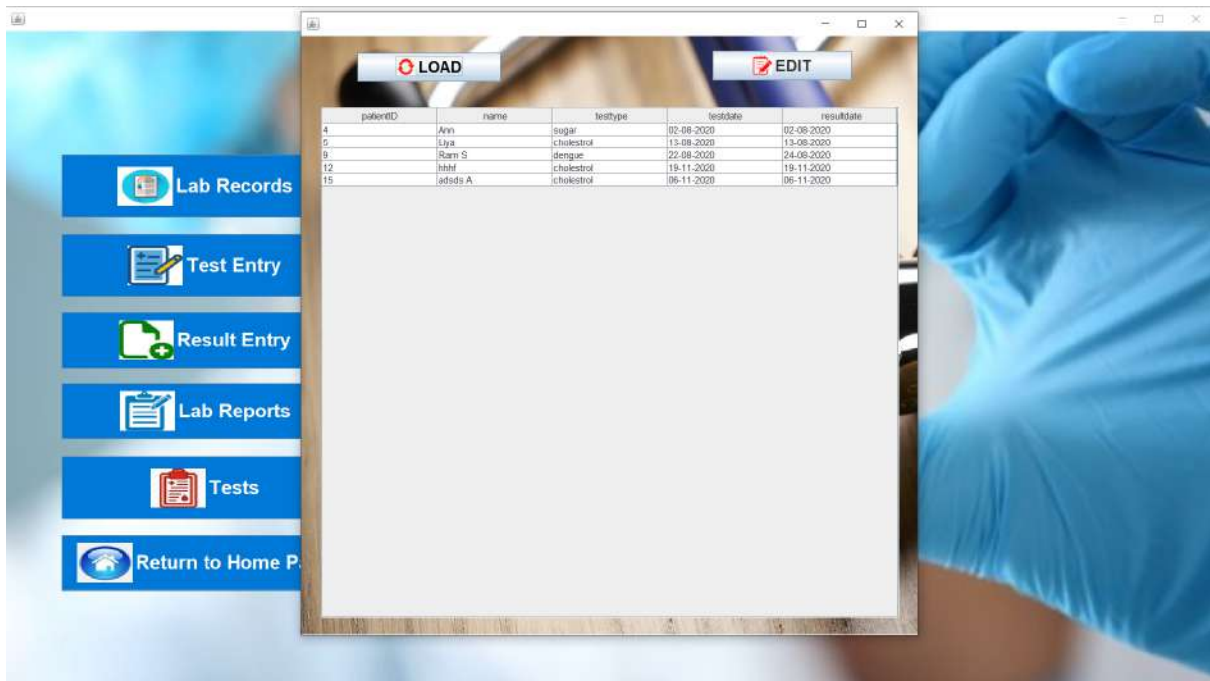 LOAD EDIT
patientID name testtype testdate resultdate
4 Ann sugar 02-08-2020 02-08-2020
5 Liya cholestrol 13-08-2020 13-08-2020
9 Ram S dengue 22-08-2020 24-08-2020
12 hhhf cholestrol 19-11-2020 19-11-2020
15 adsds A cholestrol 06-11-2020 06-11-2020
Lab Records
Test Entry
Result Entry
Lab Reports
Tests
Return to Home P